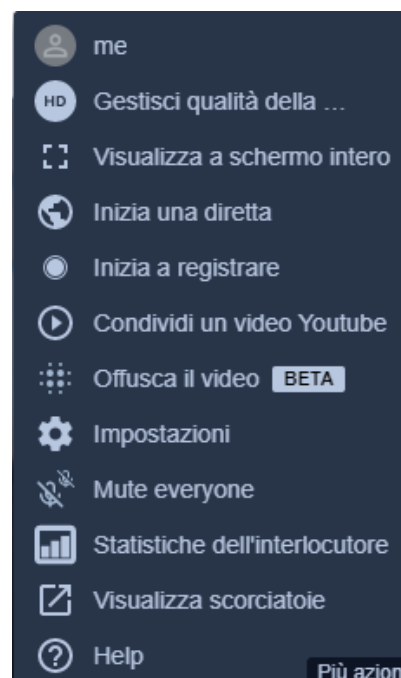 me
HD Gestisci qualità della ...
Visualizza a schermo intero
Inizia una diretta
Inizia a registrare
Condividi un video Youtube
Offusca il video BETA
Impostazioni
Mute everyone
Statistiche dell'interlocutore
Visualizza scorciatoie
Help
Più azion